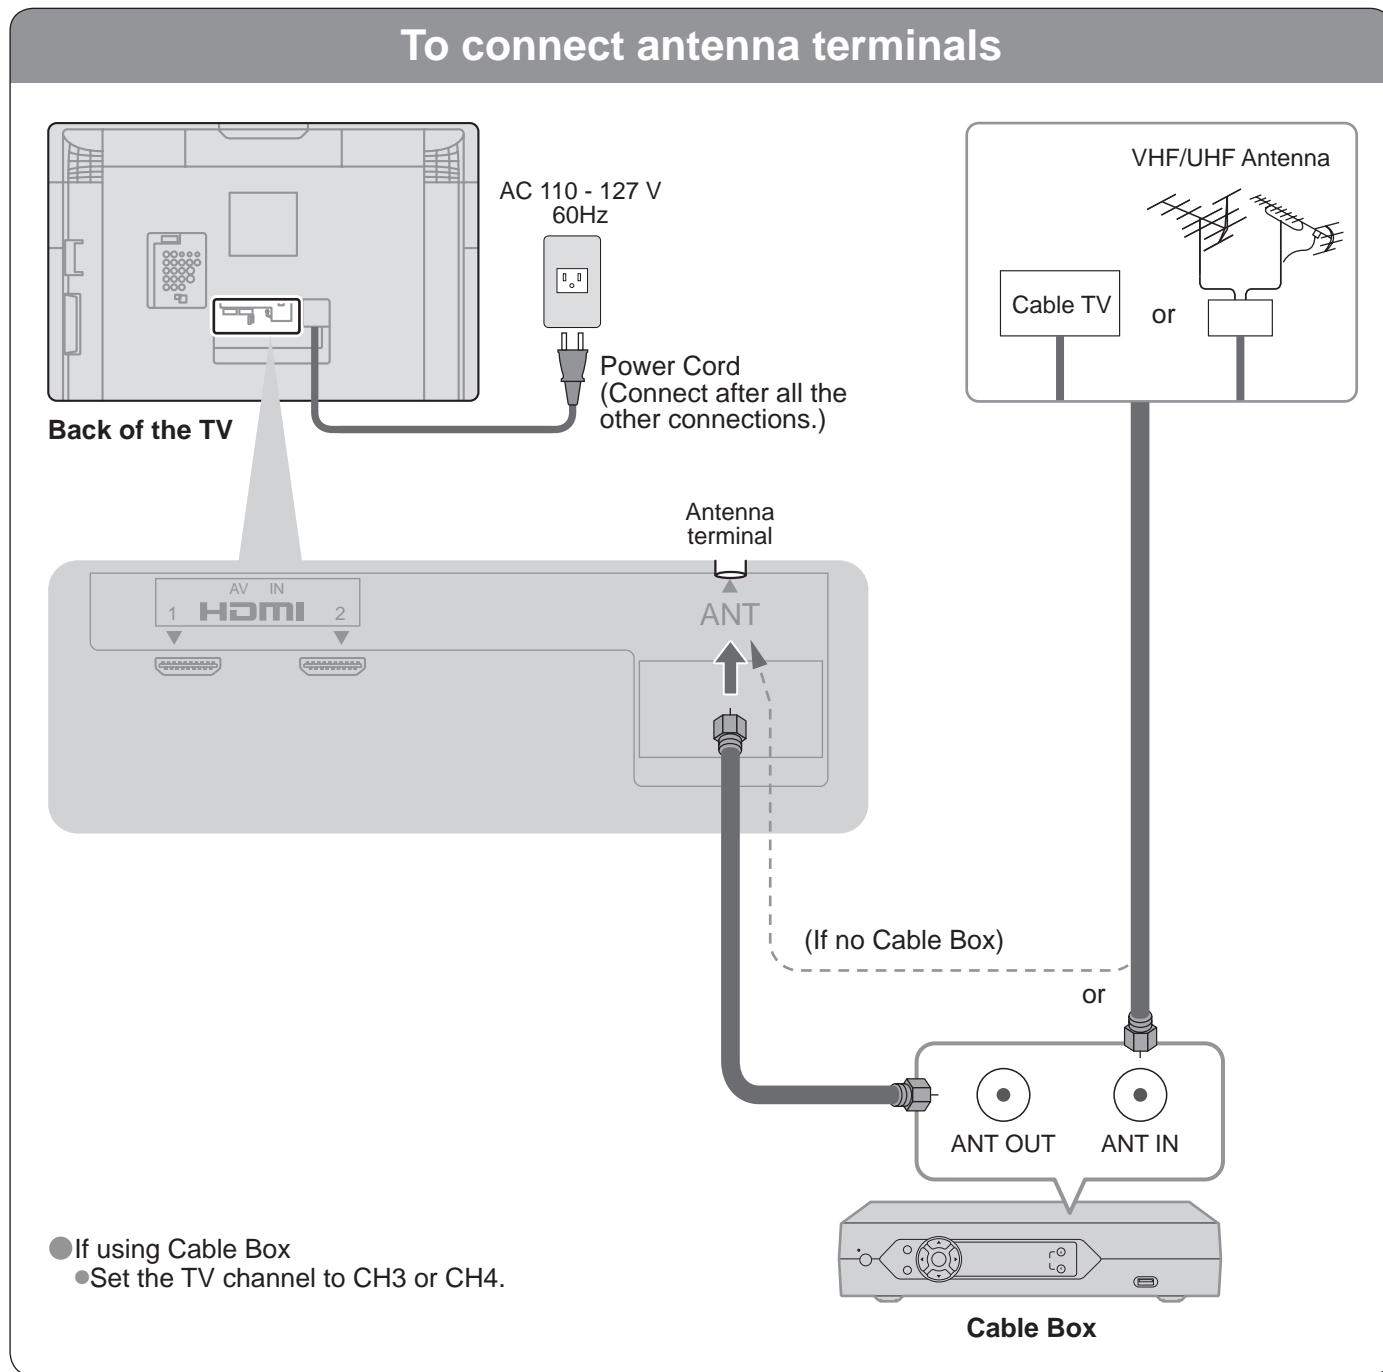 To connect antenna terminals
VHF/UHF Antenna
AC 110 - 127 V
60Hz
Cable TV
or
Power Cord
(Connect after all the
other connections.)
Back of the TV
Antenna
terminal
AV IN
1 HDMI 2
ANT
(If no Cable Box)
or
ANT OUT ANT IN
If using Cable Box
Set the TV channel to CH3 or CH4.
Cable Box